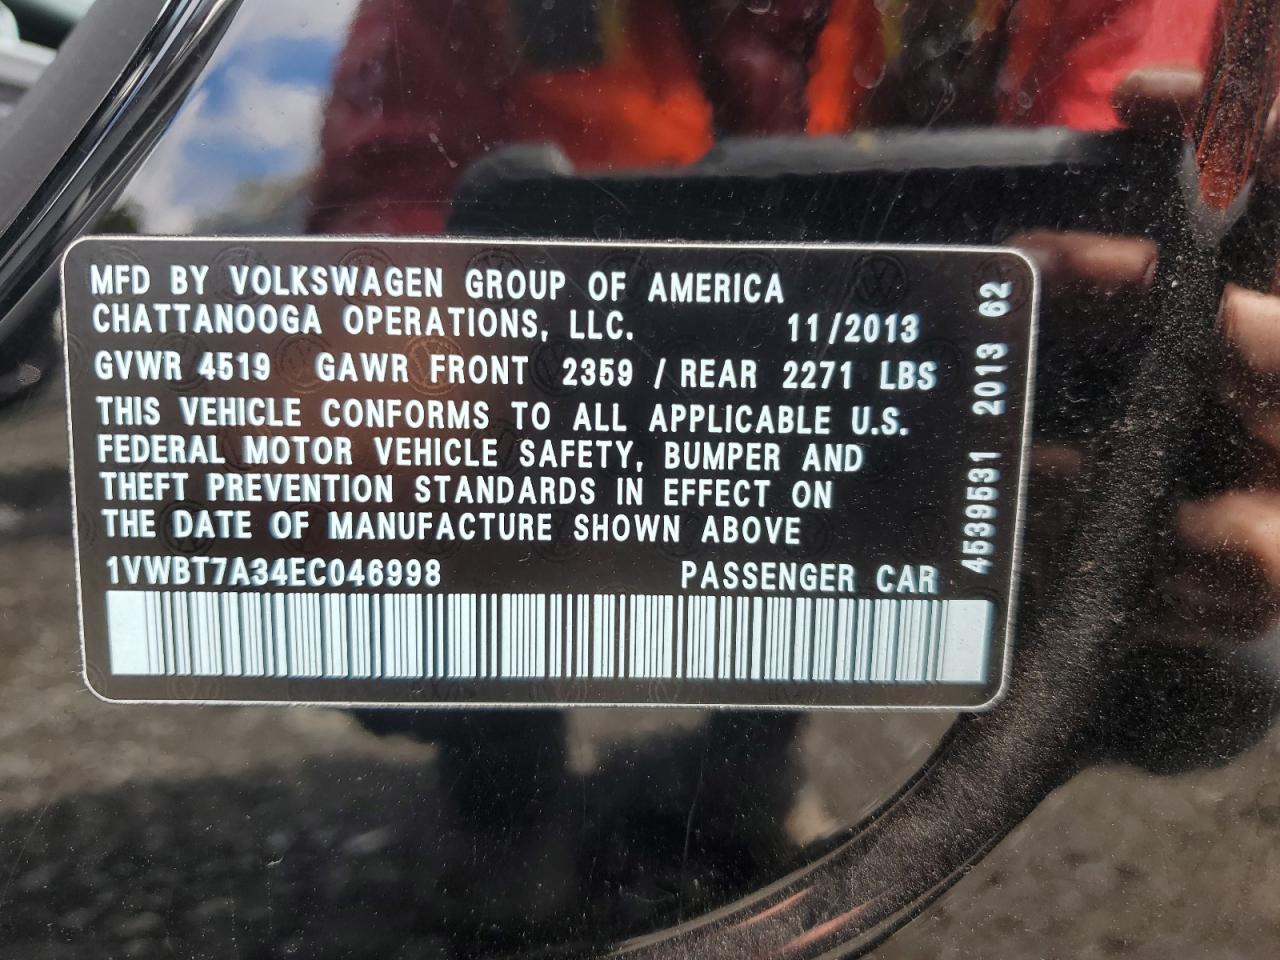 MFD BY VOLKSWAGEN GROUP OF AMERICA
CHATTANOOGA OPERATIONS, LLC. 11/2013
GVWR 4519 GAWR FRONT 2359 / REAR 2271 LBS
THIS VEHICLE CONFORMS TO ALL APPLICABLE U.S.
FEDERAL MOTOR VEHICLE SAFETY, BUMPER AND
THEFT PREVENTION STANDARDS IN EFFECT ON
THE DATE OF MANUFACTURE SHOWN ABOVE
1VWBT7A34EC046998 PASSENGER CAR
4539531 2013 62